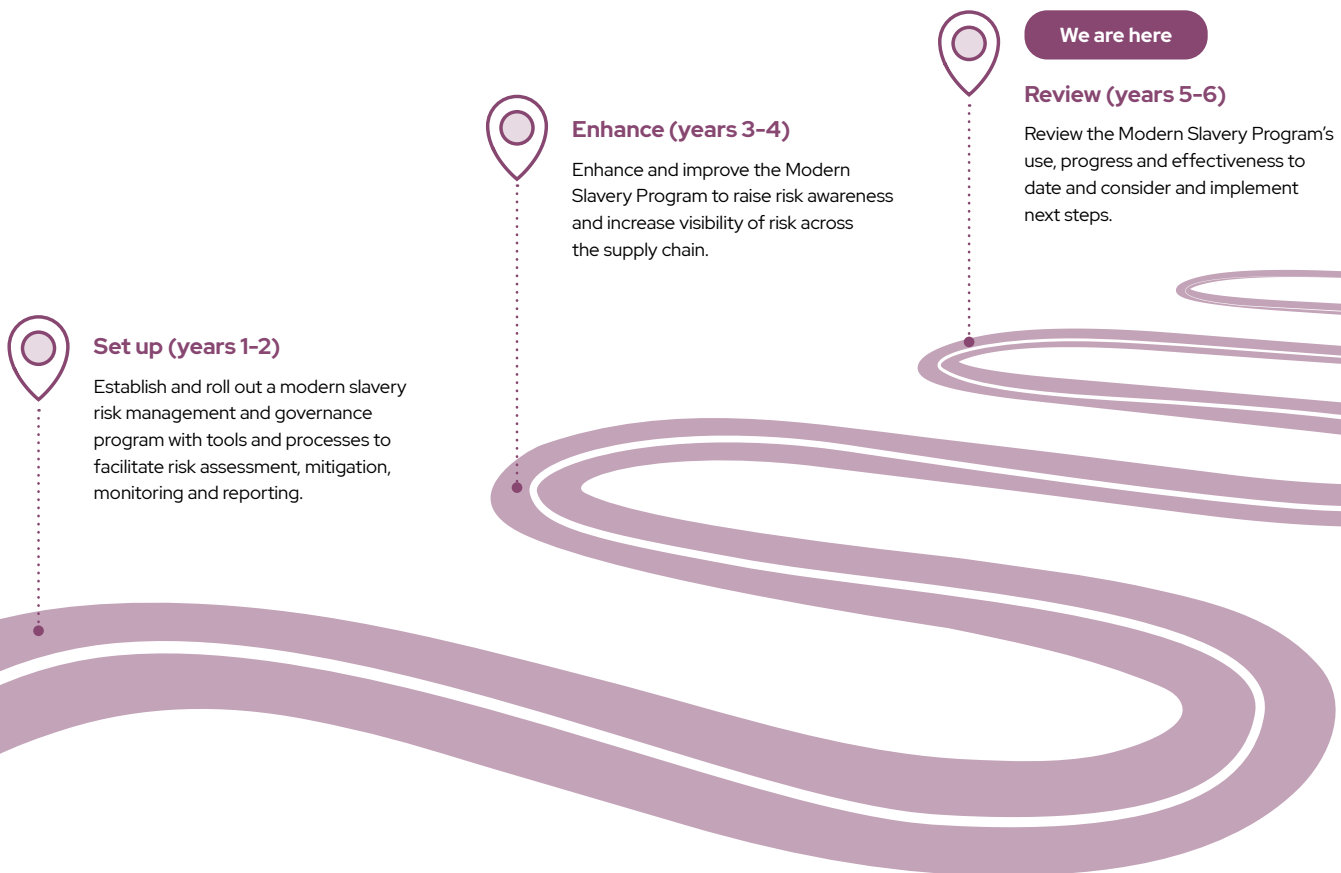 We are here
Review (years 5-6)
Review the Modern Slavery Program's
use, progress and effectiveness to
date and consider and implement
next steps.
Enhance (years 3-4)
Enhance and improve the Modern
Slavery Program to raise risk awareness
and increase visibility of risk across
the supply chain.
Set up (years 1-2)
Establish and roll out a modern slavery
risk management and governance
program with tools and processes to
facilitate risk assessment, mitigation,
monitoring and reporting.